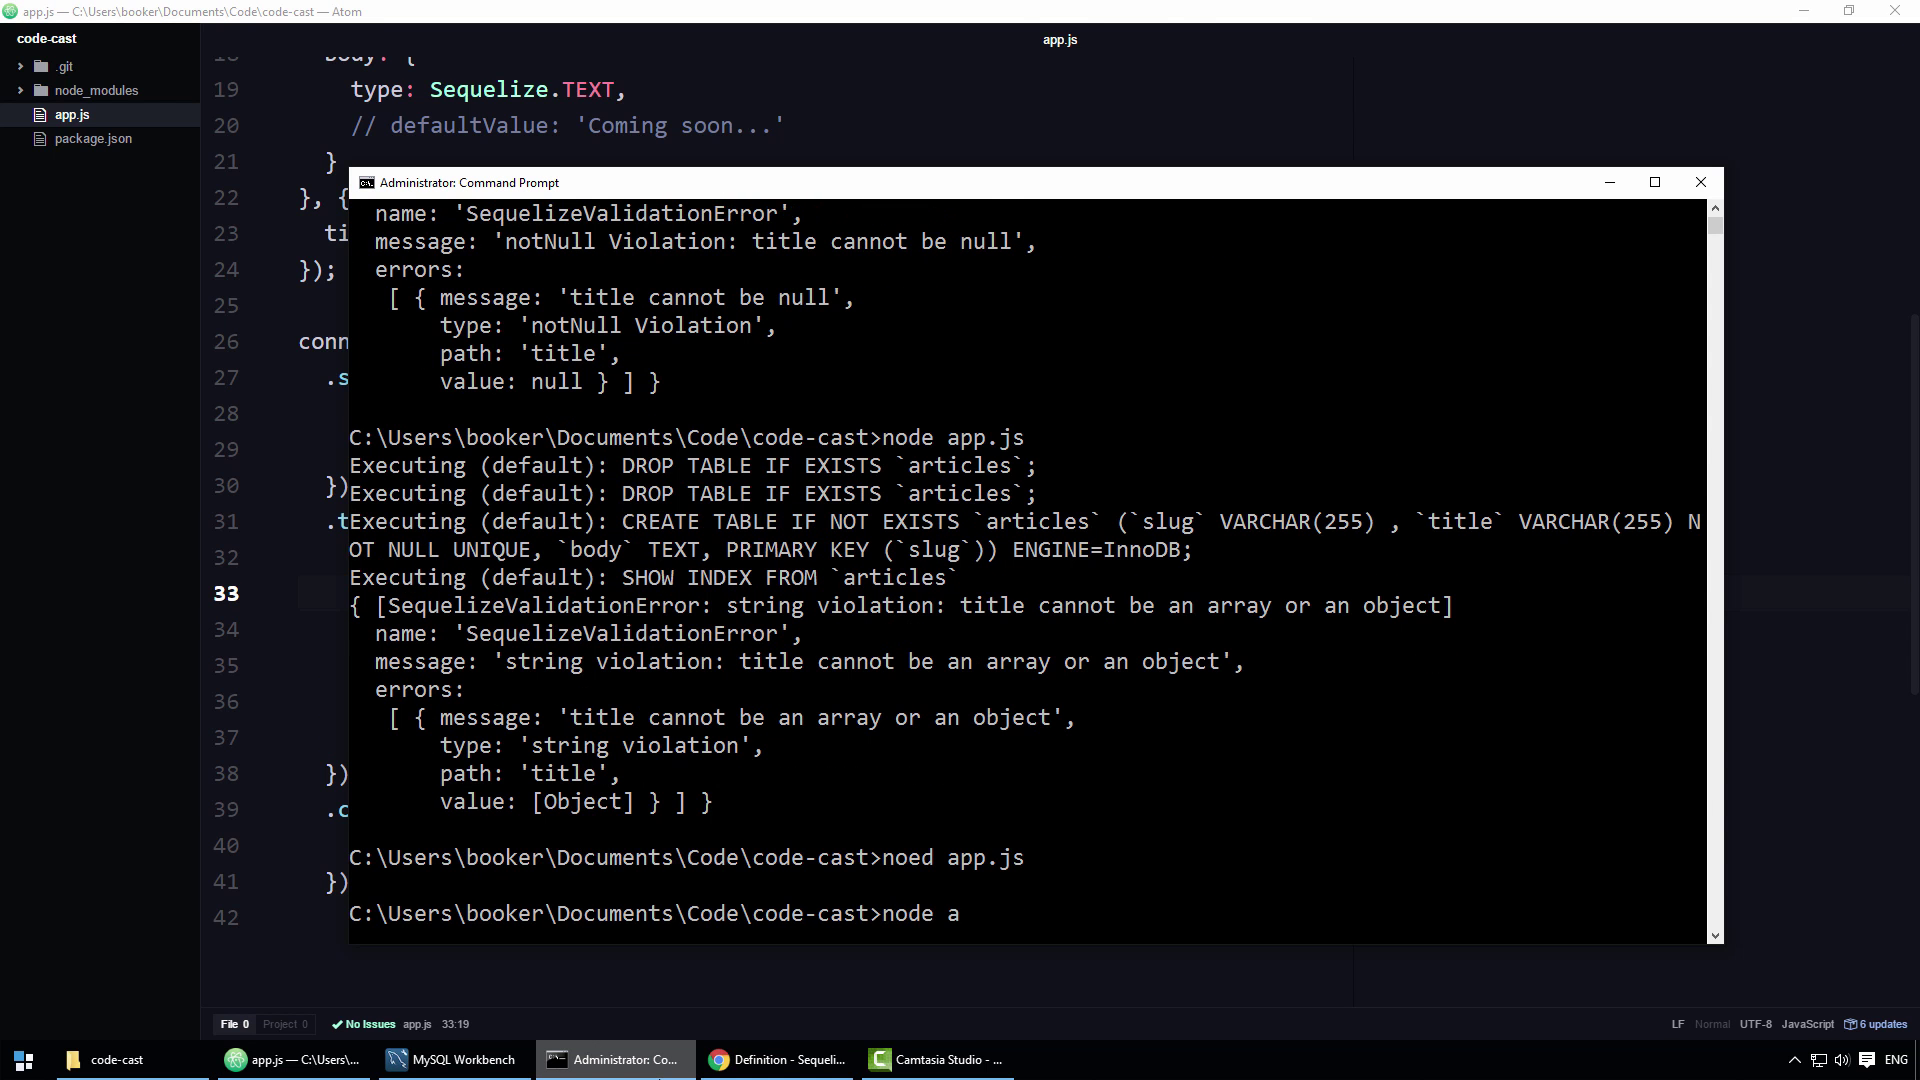 app.js — C:\Users\booker\Documents\Code\code-cast — Atom
code-cast
.git
node_modules
app.js
package.json
app.js
18 body: {
19 type: Sequelize.TEXT,
20 // defaultValue: 'Coming soon...'
21 }
22 }, {
23 ti
24 });
25
26 conn
27 .s
28
29
30 })
31 .t
32
33
34
35
36
37
38 })
39 .c
40
41 })
42
Administrator: Command Prompt
name: 'SequelizeValidationError',
message: 'notNull Violation: title cannot be null',
errors:
[ { message: 'title cannot be null',
type: 'notNull Violation',
path: 'title',
value: null } ] }
C:\Users\booker\Documents\Code\code-cast>node app.js
Executing (default): DROP TABLE IF EXISTS `articles`;
Executing (default): DROP TABLE IF EXISTS `articles`;
Executing (default): CREATE TABLE IF NOT EXISTS `articles` (`slug` VARCHAR(255) , `title` VARCHAR(255) N
OT NULL UNIQUE, `body` TEXT, PRIMARY KEY (`slug`)) ENGINE=InnoDB;
Executing (default): SHOW INDEX FROM `articles`
{ [SequelizeValidationError: string violation: title cannot be an array or an object]
name: 'SequelizeValidationError',
message: 'string violation: title cannot be an array or an object',
errors:
[ { message: 'title cannot be an array or an object',
type: 'string violation',
path: 'title',
value: [Object] } ] }
C:\Users\booker\Documents\Code\code-cast>noed app.js
C:\Users\booker\Documents\Code\code-cast>node a
File 0 Project 0 No Issues app.js 33:19
LF Normal UTF-8 JavaScript 6 updates
code-cast
app.js — C:\Users\...
MySQL Workbench
Administrator: Co...
Definition - Sequeli...
Camtasia Studio - ...
ENG